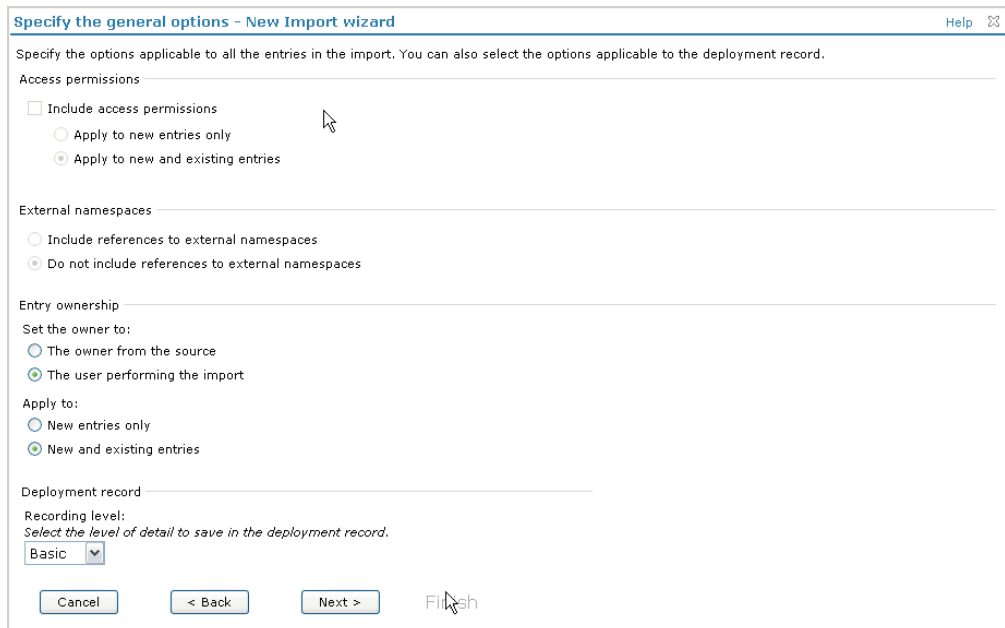 Specify the general options - New Import wizard
Help
Specify the options applicable to all the entries in the import. You can also select the options applicable to the deployment record.
Access permissions
Include access permissions
Apply to new entries only
Apply to new and existing entries
External namespaces
Include references to external namespaces
Do not include references to external namespaces
Entry ownership
Set the owner to:
The owner from the source
The user performing the import
Apply to:
New entries only
New and existing entries
Deployment record
Recording level:
Select the level of detail to save in the deployment record.
Basic
Cancel
< Back
Next >
Finish